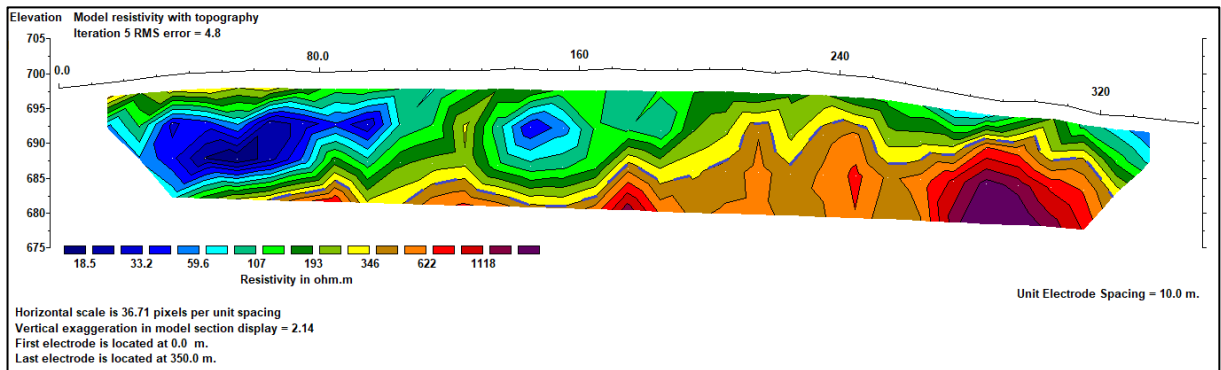 Elevation Model resistivity with topography
Iteration 5 RMS error = 4.8
705
700
695
690
685
680
675
0.0
80.0
160
240
320
18.5 33.2 59.6 107 193 346 622 1118
Resistivity in ohm.m
Unit Electrode Spacing = 10.0 m.
Horizontal scale is 36.71 pixels per unit spacing
Vertical exaggeration in model section display = 2.14
First electrode is located at 0.0 m.
Last electrode is located at 350.0 m.